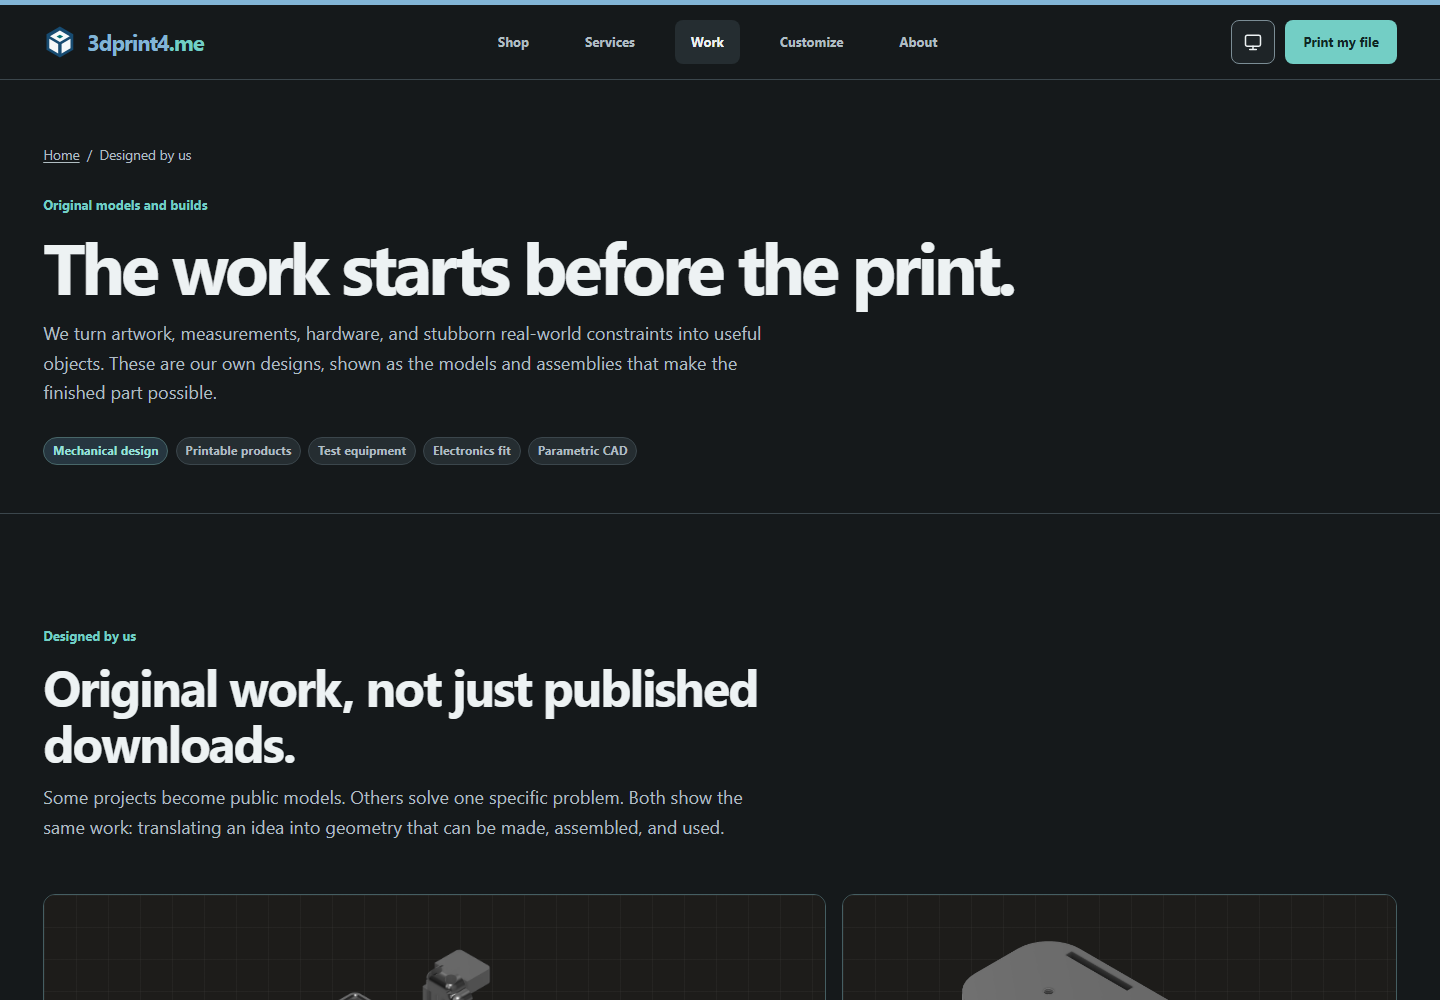 3dprint4.me
Shop
Services
Work
Customize
About
Print my file
Home / Designed by us
Original models and builds
The work starts before the print.
We turn artwork, measurements, hardware, and stubborn real-world constraints into useful
objects. These are our own designs, shown as the models and assemblies that make the
finished part possible.
Mechanical design
Printable products
Test equipment
Electronics fit
Parametric CAD
Designed by us
Original work, not just published
downloads.
Some projects become public models. Others solve one specific problem. Both show the
same work: translating an idea into geometry that can be made, assembled, and used.